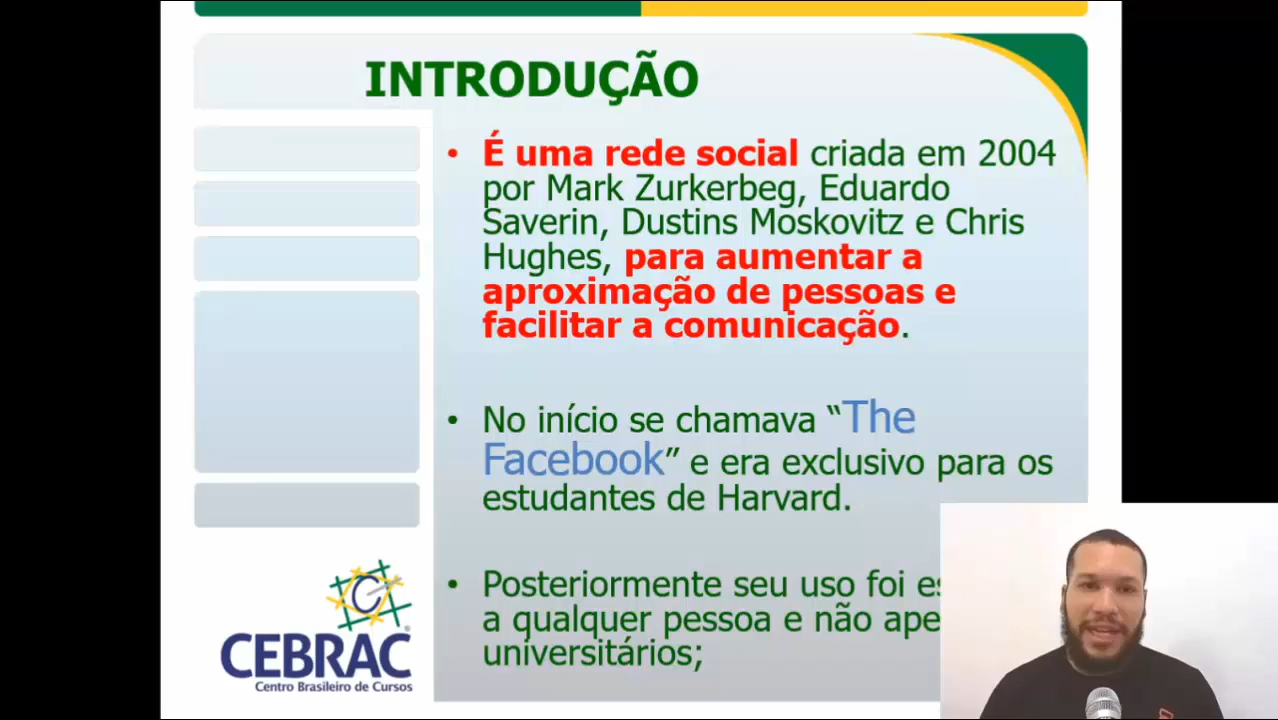 INTRODUÇÃO
• É uma rede social criada em 2004
por Mark Zurkerbeg, Eduardo
Saverin, Dustins Moskovitz e Chris
Hughes, para aumentar a
aproximação de pessoas e
facilitar a comunicação.
• No início se chamava “The
Facebook” e era exclusivo para os
estudantes de Harvard.
• Posteriormente seu uso foi
a qualquer pessoa e não
universitários;
CEBRAC
Centro Brasileiro de Cursos